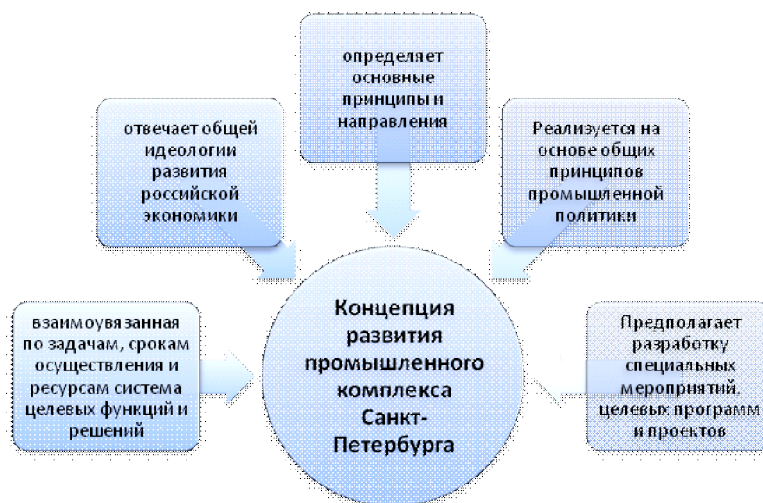 определяет
основные
принципы и
направления
отвечает общей
идеологии
развития
российской
экономики
Реализуется на
основе общих
принципов
промышленной
политики
взаимоувязанная
по задачам, срокам
осуществления и
ресурсам система
целевых функций и
решений
Концепция
развития
промышленного
комплекса
Санкт-
Петербурга
Предполагает
разработку
специальных
мероприятий,
целевых программ
и проектов